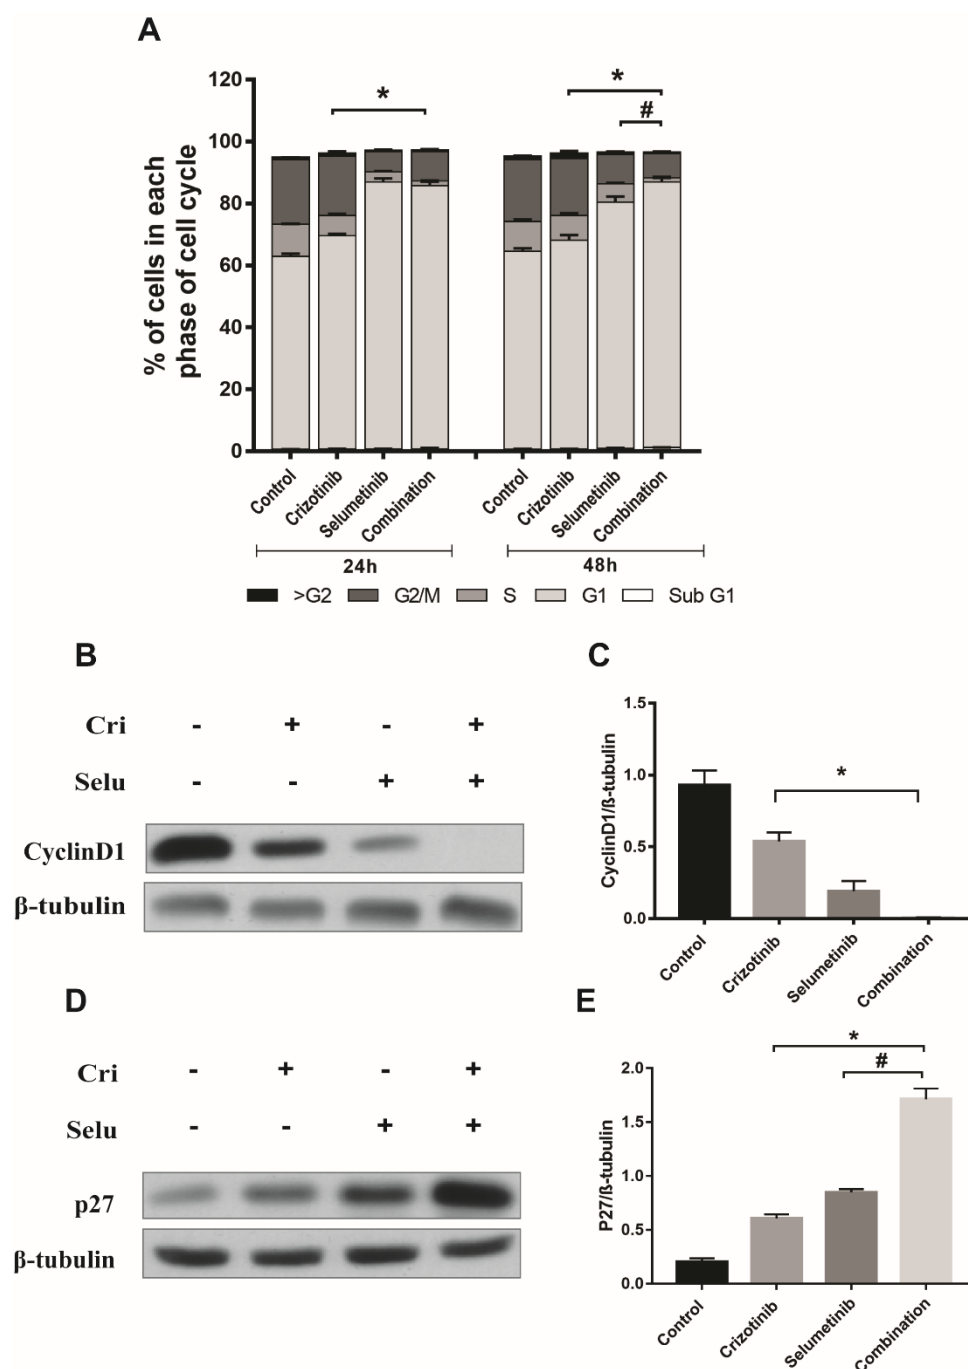 A
% of cells in each
phase of cell cycle
120
100
80
60
40
20
0
*
*
#
Control
Crizotinib
Selumetinib
Combination
Control
Crizotinib
Selumetinib
Combination
24h
48h
>G2 G2/M S G1 Sub G1
B
Cri - + - +
Selu - - + +
CyclinD1
β-tubulin
C
CyclinD1/ß-tubulin
1.5
1.0
0.5
0.0
*
Control
Crizotinib
Selumetinib
Combination
D
Cri - + - +
Selu - - + +
p27
β-tubulin
E
P27/ß-tubulin
2.0
1.5
1.0
0.5
0.0
*
#
Control
Crizotinib
Selumetinib
Combination